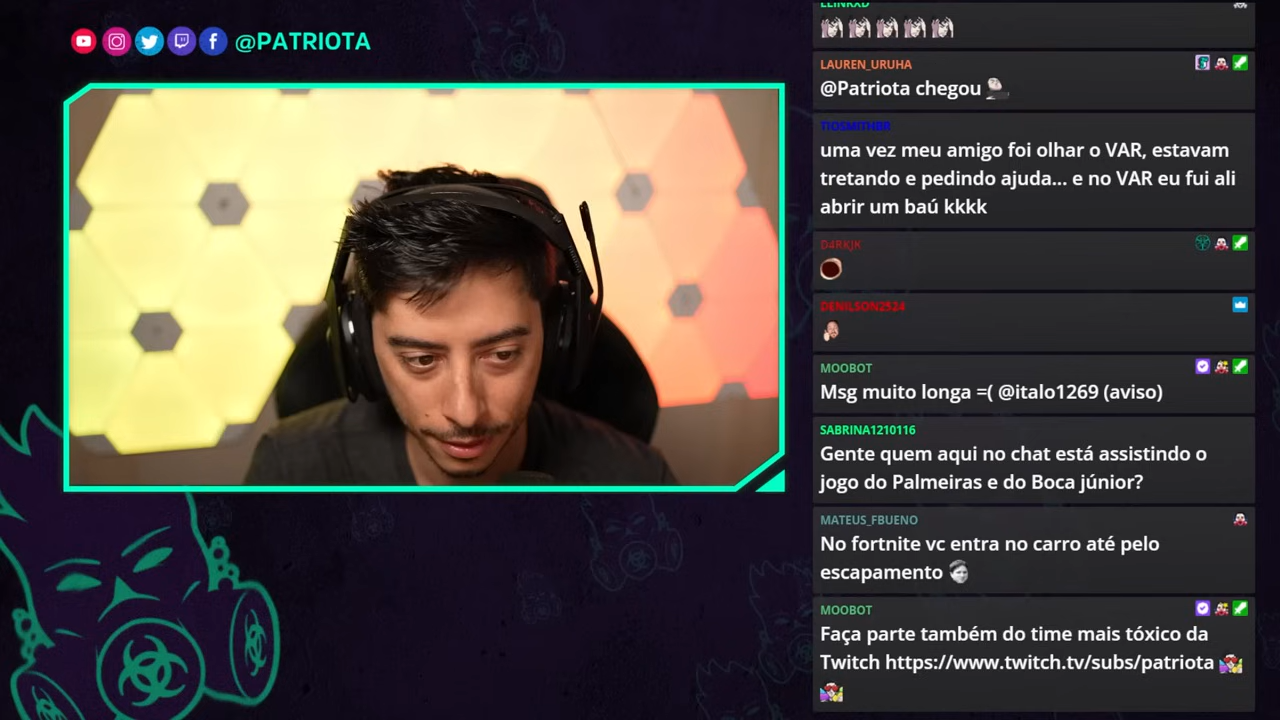 @PATRIOTA
LEINRXD
LAUREN_URUHA
@Patriota chegou
TIOSMITHBR
uma vez meu amigo foi olhar o VAR, estavam
tretando e pedindo ajuda... e no VAR eu fui ali
abrir um baú kkkk
D4RKJK
DENILSON2524
MOOBOT
Msg muito longa =( @italo1269 (aviso)
SABRINA1210116
Gente quem aqui no chat está assistindo o
jogo do Palmeiras e do Boca júnior?
MATEUS_FBUENO
No fortnite vc entra no carro até pelo
escapamento
MOOBOT
Faça parte também do time mais tóxico da
Twitch https://www.twitch.tv/subs/patriota